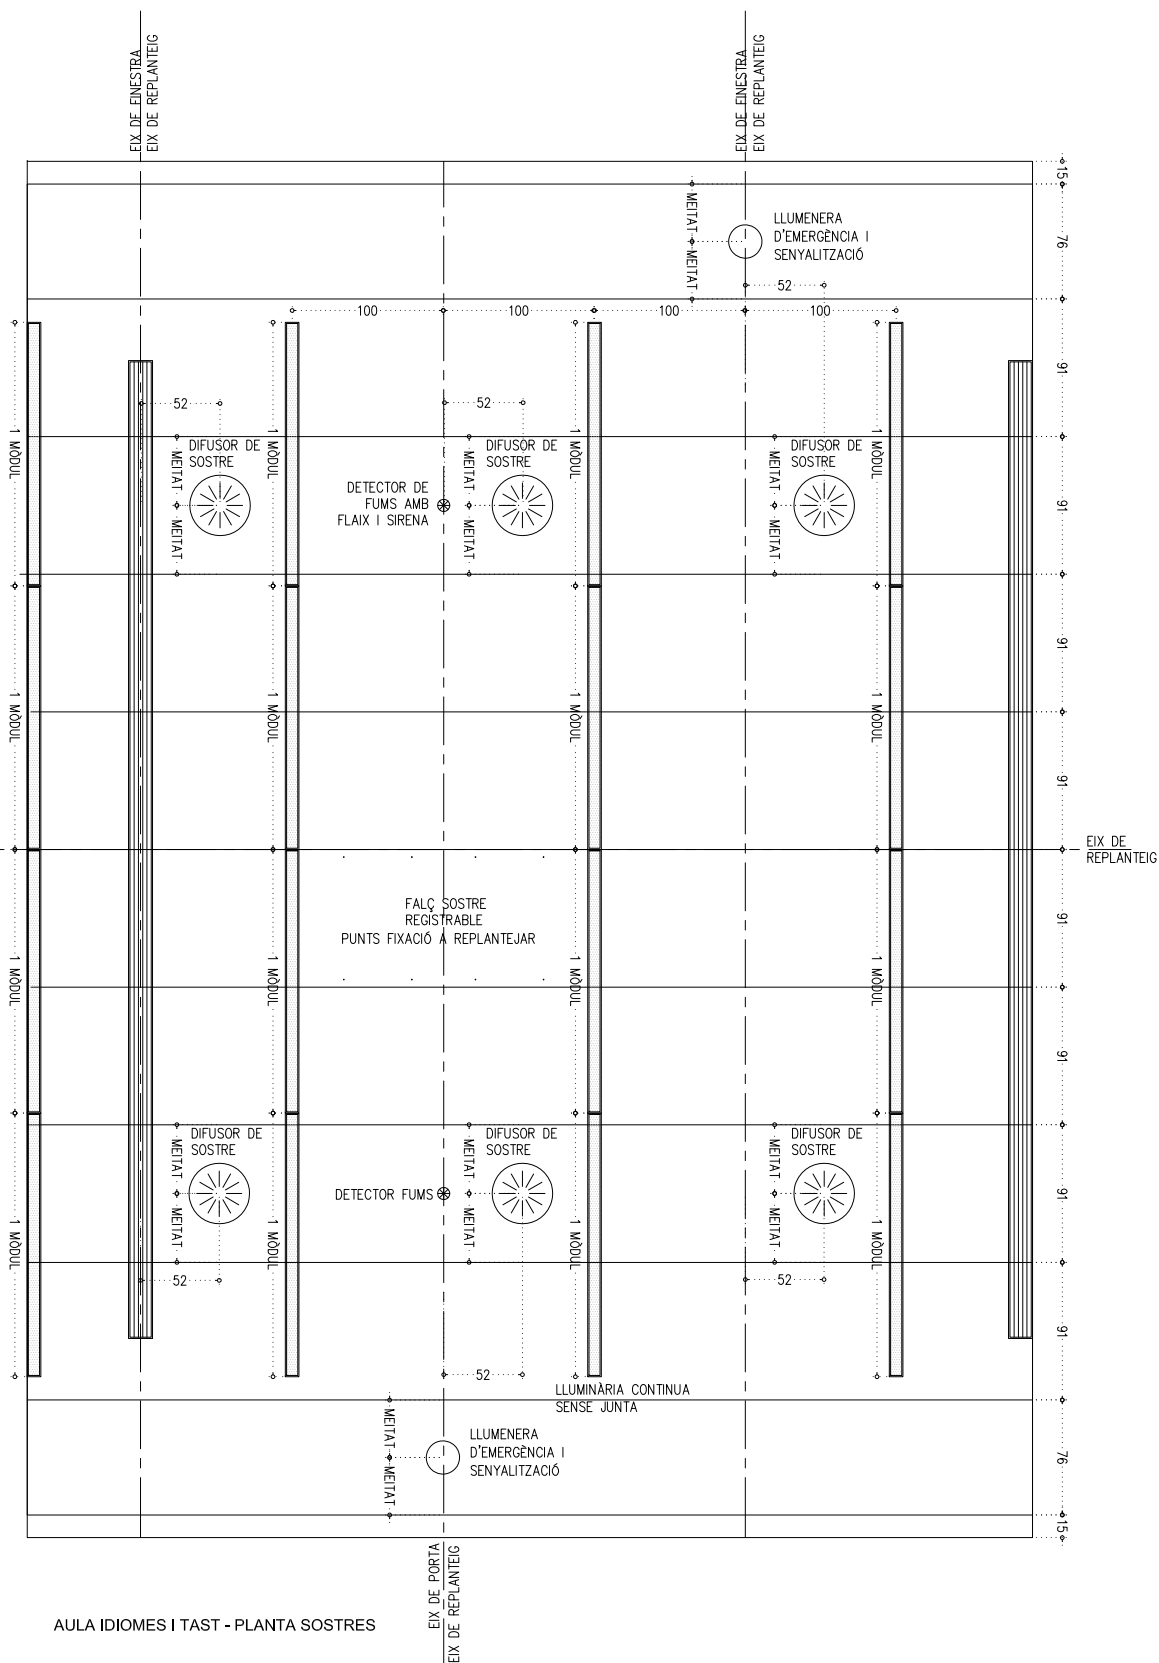 EIX DE FINESTRA
EIX DE REPLANTEIG
EIX DE FINESTRA
EIX DE REPLANTEIG
15
MEITAT
MEITAT
LLUMENERA
D'EMERGÈNCIA I
SENYALITZACIÓ
76
52
100
100
100
100
91
52
52
1 MÒDUL
1 MÒDUL
1 MÒDUL
1 MÒDUL
MEITAT
MEITAT
DIFUSOR DE
SOSTRE
MEITAT
MEITAT
DIFUSOR DE
SOSTRE
MEITAT
MEITAT
DIFUSOR DE
SOSTRE
DETECTOR DE
FUMS AMB
FLAIX I SIRENA
91
91
1 MÒDUL
1 MÒDUL
1 MÒDUL
1 MÒDUL
91
EIX DE
REPLANTEIG
FALÇ SOSTRE
REGISTRABLE
PUNTS FIXACIÓ A REPLANTEJAR
91
1 MÒDUL
1 MÒDUL
1 MÒDUL
1 MÒDUL
91
MEITAT
MEITAT
DIFUSOR DE
SOSTRE
MEITAT
MEITAT
DIFUSOR DE
SOSTRE
MEITAT
MEITAT
DIFUSOR DE
SOSTRE
DETECTOR FUMS
91
1 MÒDUL
1 MÒDUL
1 MÒDUL
1 MÒDUL
52
52
91
52
LLUMINÀRIA CONTINUA
SENSE JUNTA
MEITAT
MEITAT
LLUMENERA
D'EMERGÈNCIA I
SENYALITZACIÓ
76
15
EIX DE PORTA
EIX DE REPLANTEIG
AULA IDIOMES I TAST - PLANTA SOSTRES